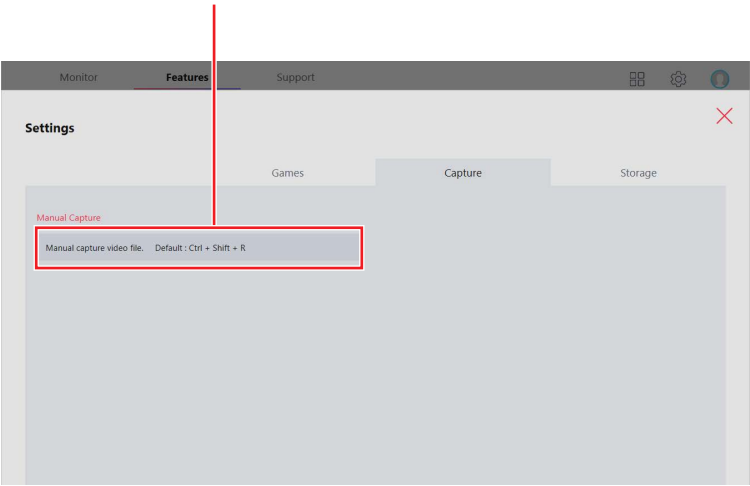 Monitor Features Support
Settings
Games Capture Storage
Manual Capture
Manual capture video file. Default : Ctrl + Shift + R